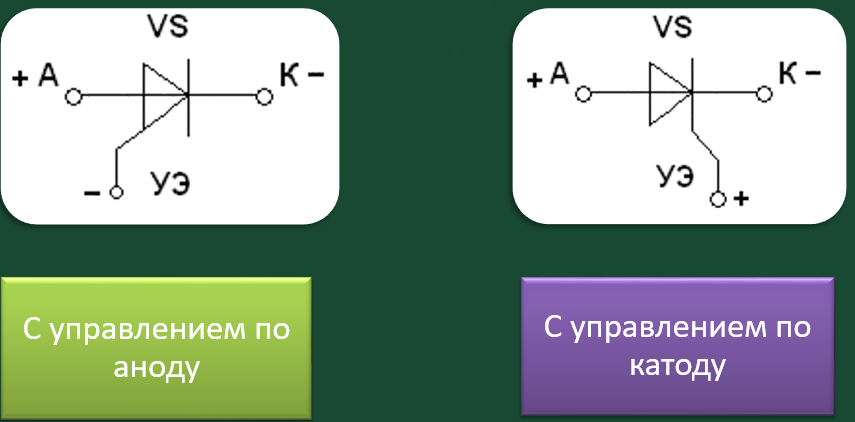 VS
+ А К –
– УЭ
VS
+ А К –
УЭ +
С управлением по
аноду
С управлением по
катоду